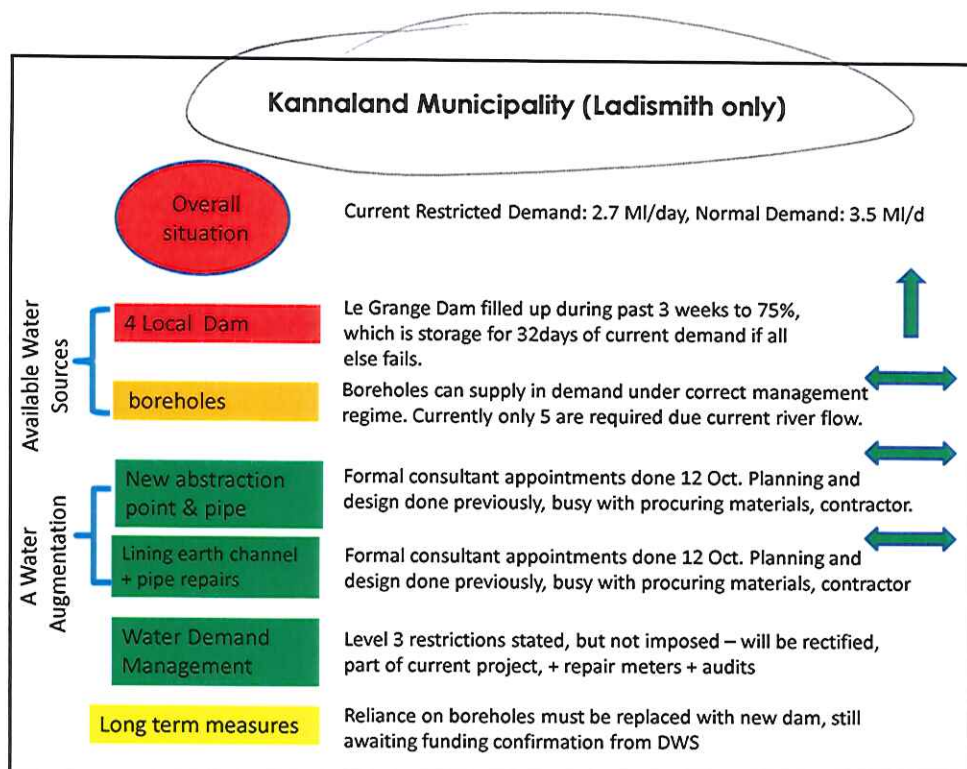 Kannaland Municipality (Ladismith only)
Overall
situation
Current Restricted Demand: 2.7 Ml/day, Normal Demand: 3.5 Ml/d
Available Water
Sources
4 Local Dam
Le Grange Dam filled up during past 3 weeks to 75%,
which is storage for 32days of current demand if all
else fails.
boreholes
Boreholes can supply in demand under correct management
regime. Currently only 5 are required due current river flow.
A Water
Augmentation
New abstraction
point & pipe
Formal consultant appointments done 12 Oct. Planning and
design done previously, busy with procuring materials, contractor.
Lining earth channel
+ pipe repairs
Formal consultant appointments done 12 Oct. Planning and
design done previously, busy with procuring materials, contractor
Water Demand
Management
Level 3 restrictions stated, but not imposed – will be rectified,
part of current project, + repair meters + audits
Long term measures
Reliance on boreholes must be replaced with new dam, still
awaiting funding confirmation from DWS